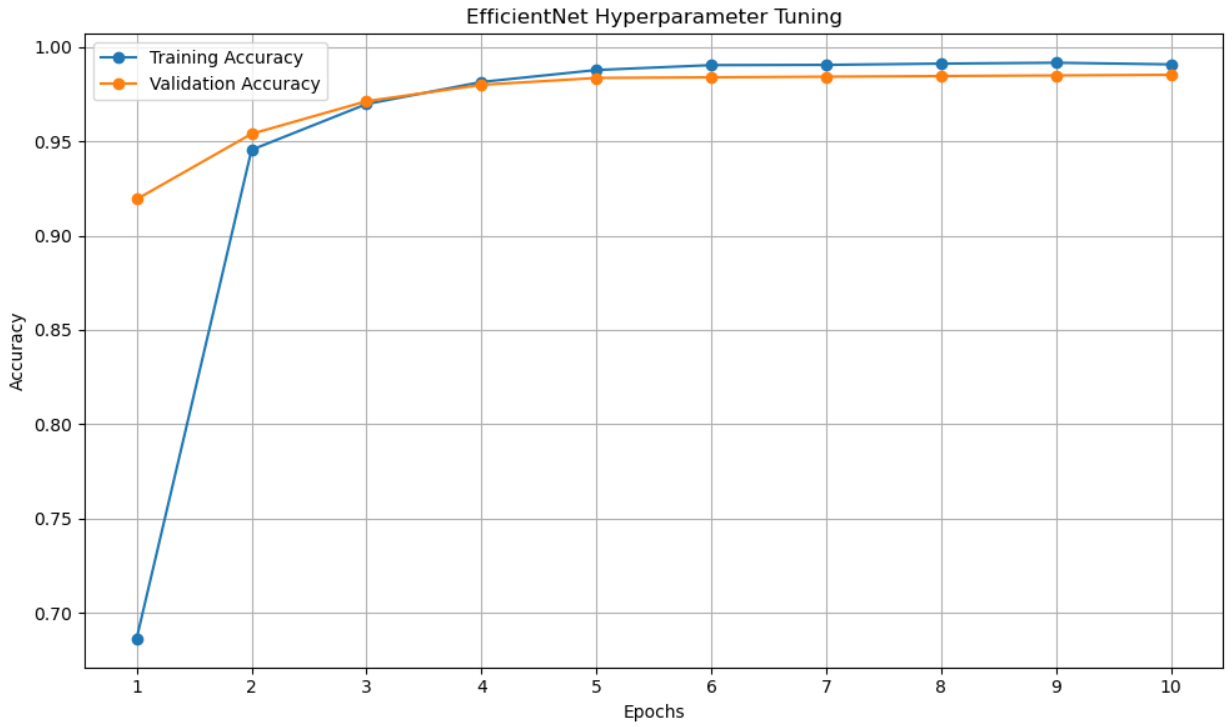 EfficientNet Hyperparameter Tuning
1.00
0.95
0.90
0.85
0.80
0.75
0.70
Accuracy
Training Accuracy
Validation Accuracy
1 2 3 4 5 6 7 8 9 10
Epochs